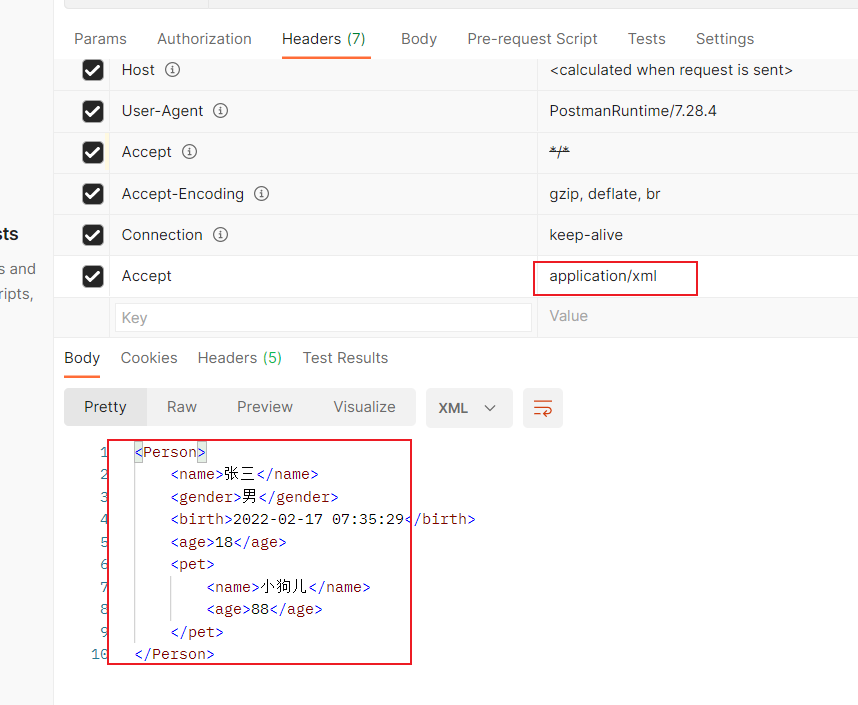 Params Authorization Headers (7) Body Pre-request Script Tests Settings
Host <calculated when request is sent>
User-Agent PostmanRuntime/7.28.4
Accept */*
Accept-Encoding gzip, deflate, br
Connection keep-alive
Accept application/xml
Key Value
sts
s and
ripts,
Body Cookies Headers (5) Test Results
Pretty Raw Preview Visualize XML
1 <Person>
2 <name>张三</name>
3 <gender>男</gender>
4 <birth>2022-02-17 07:35:29</birth>
5 <age>18</age>
6 <pet>
7 <name>小狗儿</name>
8 <age>88</age>
9 </pet>
10 </Person>